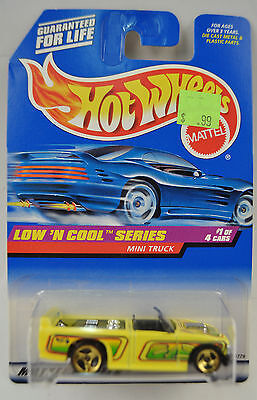 GUARANTEED
FOR LIFE
FOR AGES
OVER 3 YEARS.
DIE CAST METAL &
PLASTIC PARTS.
HOT WHEELS
$ .99
MATTEL
LOW 'N COOL™ SERIES
MINI TRUCK
#1 OF
4 CARS